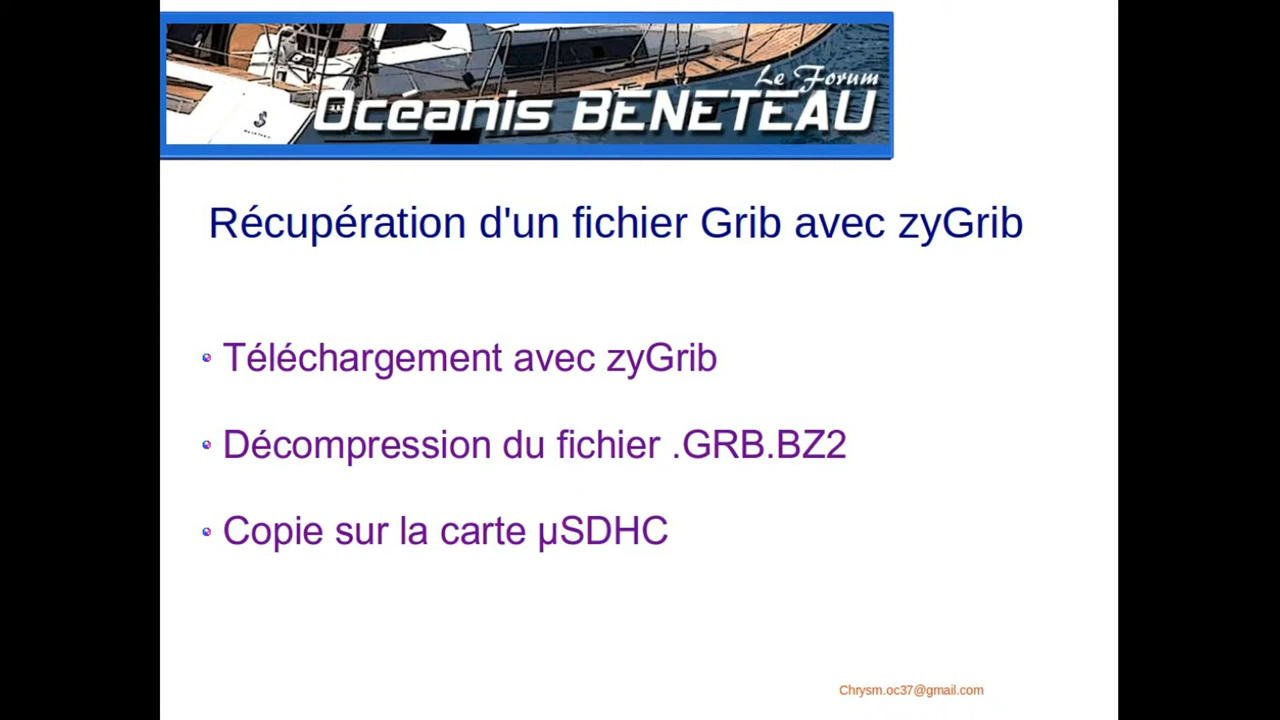 Le Forum
Océanis BENETEAU
Récupération d'un fichier Grib avec zyGrib
Téléchargement avec zyGrib
Décompression du fichier .GRB.BZ2
Copie sur la carte µSDHC
Chrysm.oc37@gmail.com